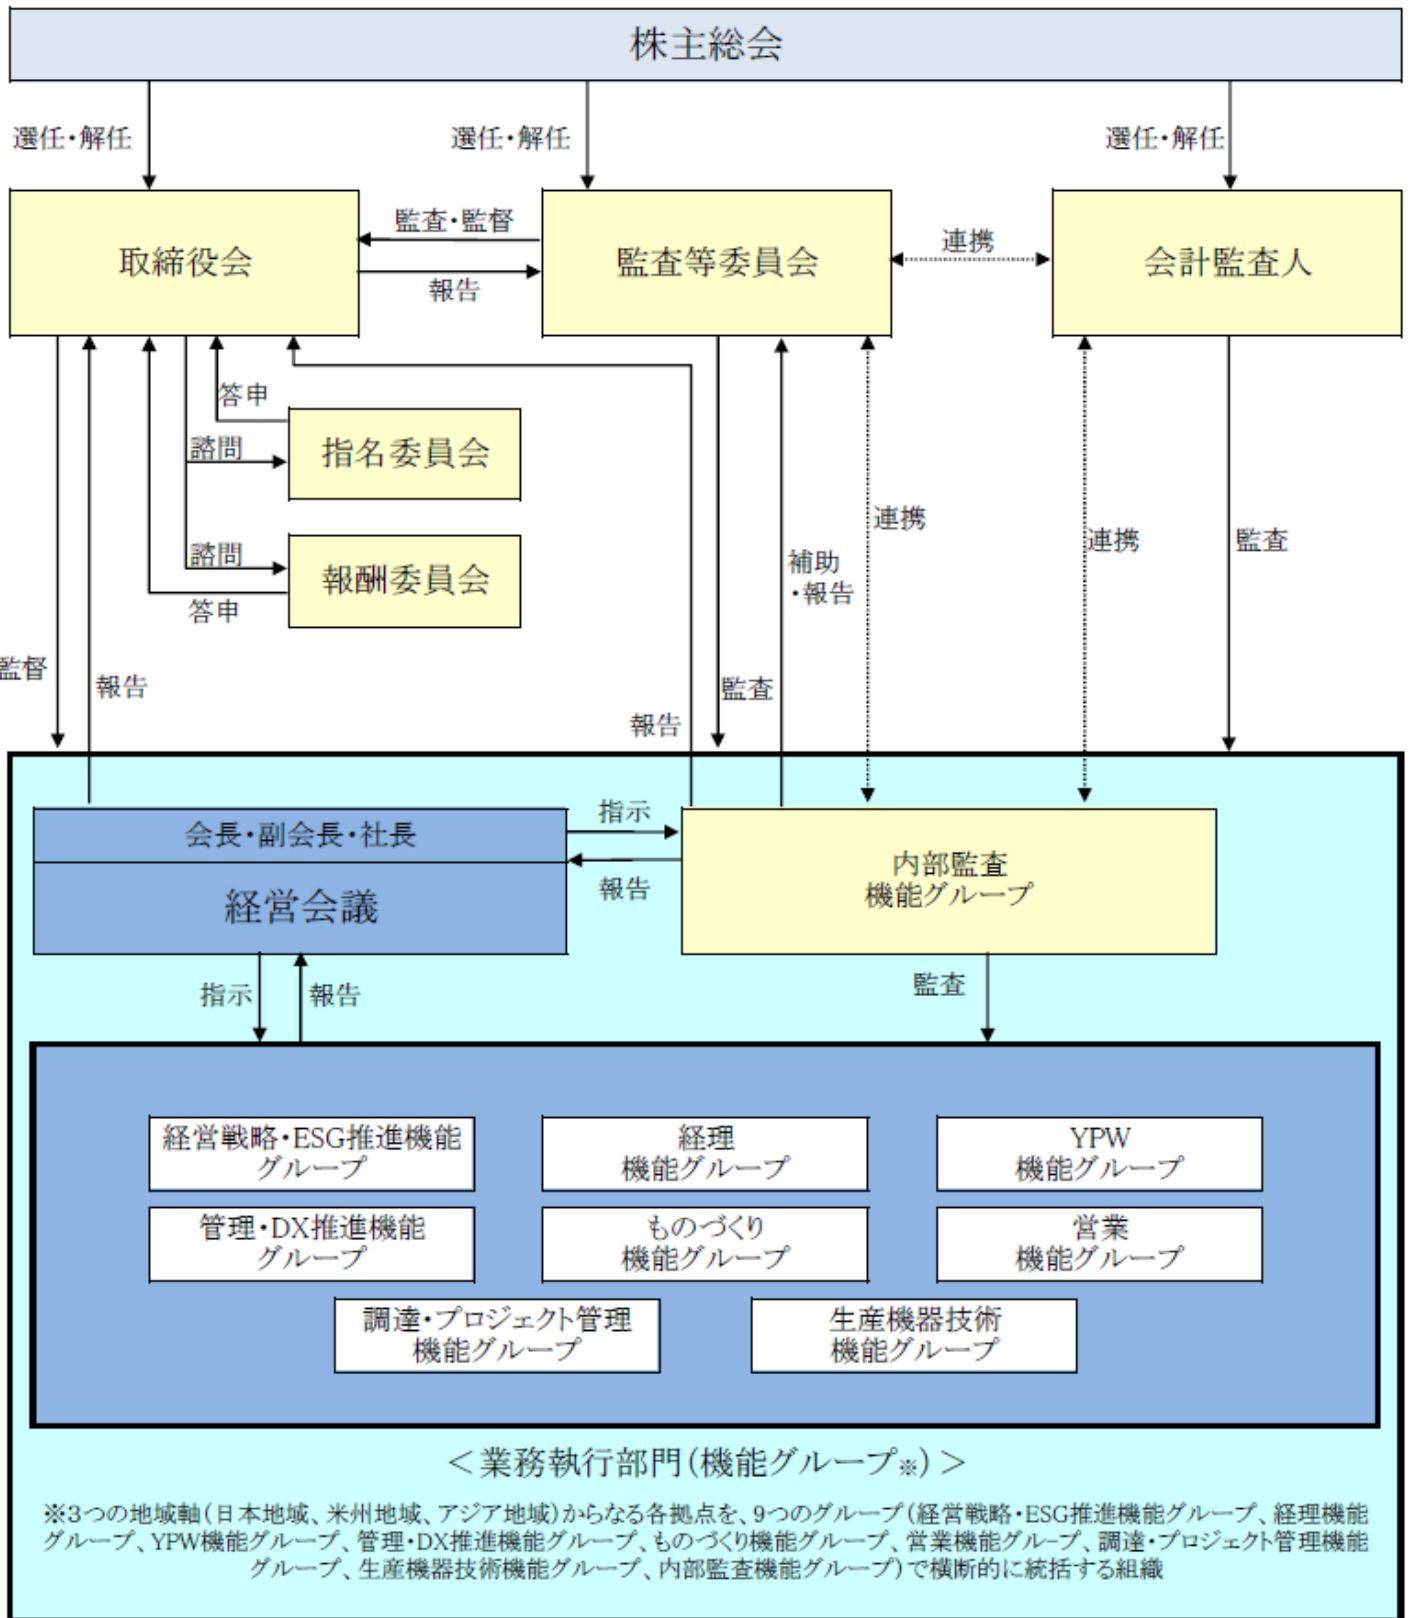 株主総会
選任・解任
選任・解任
選任・解任
取締役会
監査・監督
報告
監査等委員会
連携
会計監査人
答申
諮問
指名委員会
諮問
答申
報酬委員会
監督
報告
報告
監査
補助
・報告
連携
連携
監査
会長・副会長・社長
経営会議
指示
報告
内部監査
機能グループ
指示
報告
監査
経営戦略・ESG推進機能
グループ
経理
機能グループ
YPW
機能グループ
管理・DX推進機能
グループ
ものづくり
機能グループ
営業
機能グループ
調達・プロジェクト管理
機能グループ
生産機器技術
機能グループ
＜業務執行部門(機能グループ※)＞
※3つの地域軸(日本地域、米州地域、アジア地域)からなる各拠点を、9つのグループ(経営戦略・ESG推進機能グループ、経理機能
グループ、YPW機能グループ、管理・DX推進機能グループ、ものづくり機能グループ、営業機能グループ、調達・プロジェクト管理機能
グループ、生産機器技術機能グループ、内部監査機能グループ)で横断的に統括する組織